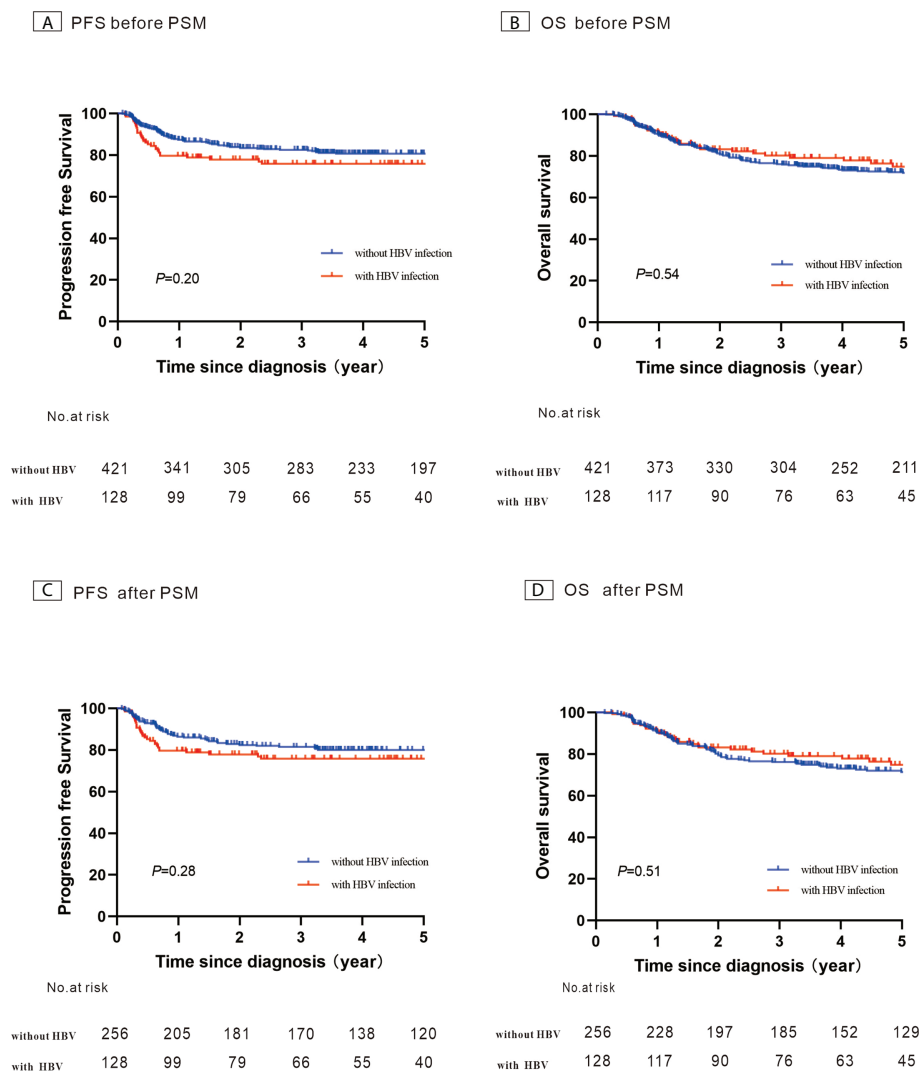 A PFS before PSM
B OS before PSM
Progression free Survival
100
80
60
40
20
0
P=0.20
without HBV infection
with HBV infection
0 1 2 3 4 5
Time since diagnosis（year）
Overall survival
100
80
60
40
20
0
P=0.54
without HBV infection
with HBV infection
0 1 2 3 4 5
Time since diagnosis（year）
No.at risk
without HBV 421 341 305 283 233 197
with HBV 128 99 79 66 55 40
No.at risk
without HBV 421 373 330 304 252 211
with HBV 128 117 90 76 63 45
C PFS after PSM
D OS after PSM
Progression free Survival
100
80
60
40
20
0
P=0.28
without HBV infection
with HBV infection
0 1 2 3 4 5
Time since diagnosis（year）
Overall survival
100
80
60
40
20
0
P=0.51
without HBV infection
with HBV infection
0 1 2 3 4 5
Time since diagnosis（year）
No.at risk
without HBV 256 205 181 170 138 120
with HBV 128 99 79 66 55 40
No.at risk
without HBV 256 228 197 185 152 129
with HBV 128 117 90 76 63 45